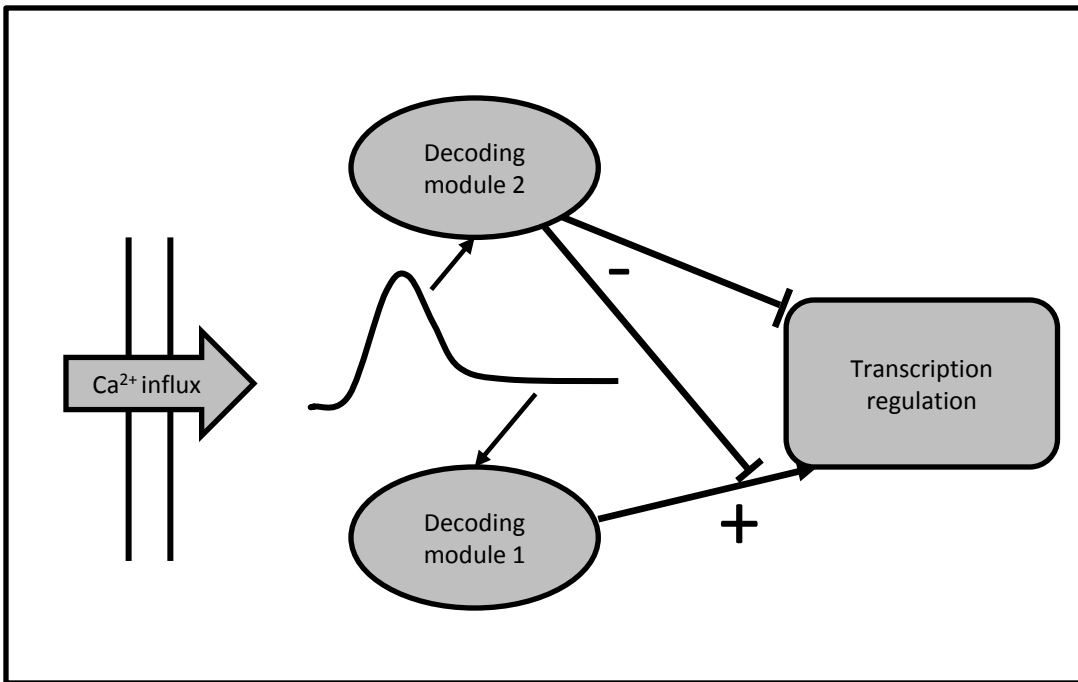 Decoding
module 2
-
Ca²⁺ influx
Transcription
regulation
Decoding
module 1
+